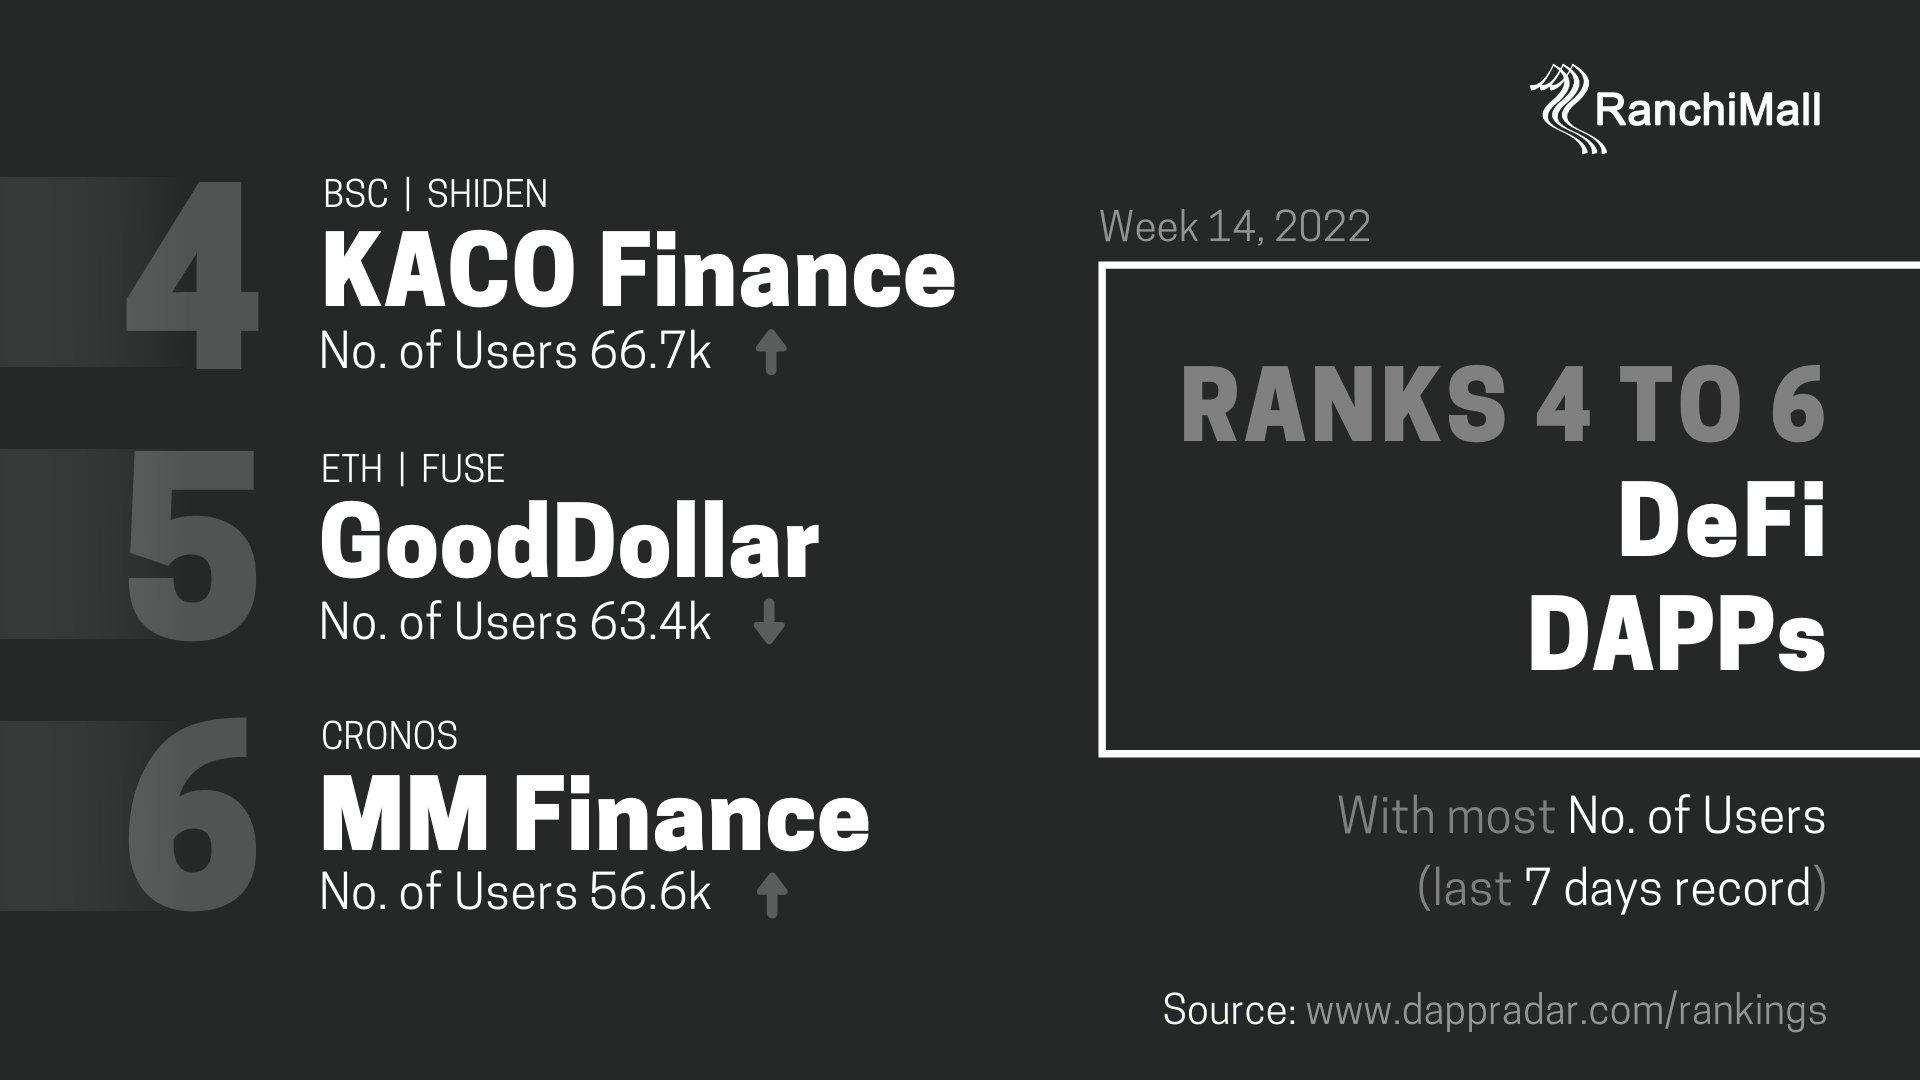 RanchiMall
4
BSC | SHIDEN
KACO Finance
No. of Users 66.7k
5
ETH | FUSE
GoodDollar
No. of Users 63.4k
6
CRONOS
MM Finance
No. of Users 56.6k
Week 14, 2022
RANKS 4 TO 6
DeFi
DAPPs
With most No. of Users
(last 7 days record)
Source: www.dappradar.com/rankings